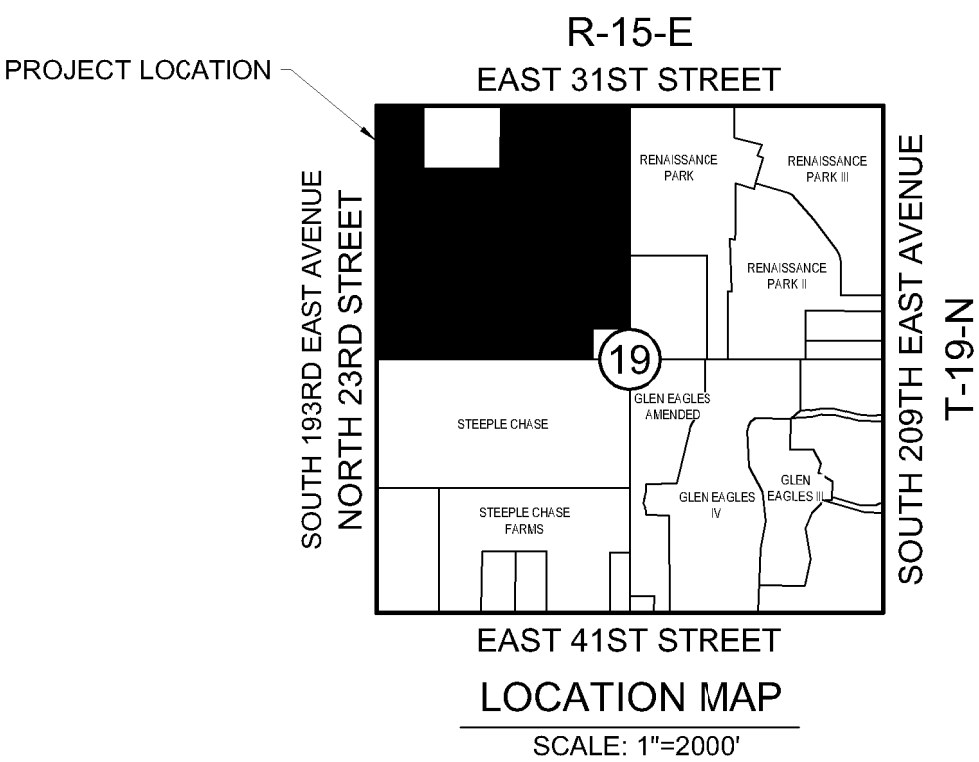 R-15-E
EAST 31ST STREET
PROJECT LOCATION
SOUTH 193RD EAST AVENUE
NORTH 23RD STREET
RENAISSANCE
PARK
RENAISSANCE
PARK III
RENAISSANCE
PARK II
SOUTH 209TH EAST AVENUE
T-19-N
19
GLEN EAGLES
AMENDED
STEEPLE CHASE
GLEN
EAGLES III
GLEN EAGLES
IV
STEEPLE CHASE
FARMS
EAST 41ST STREET
LOCATION MAP
SCALE: 1"=2000'